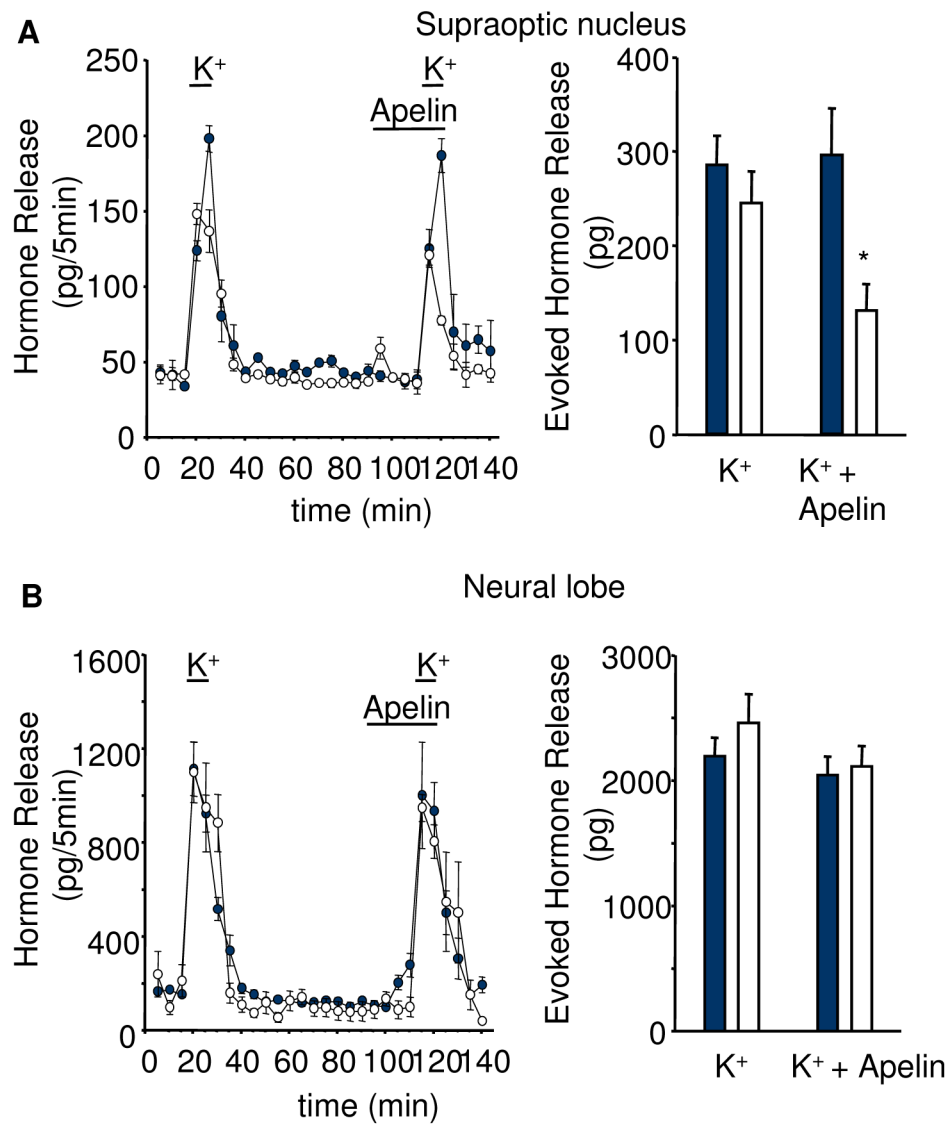 A
Supraoptic nucleus
Hormone Release
(pg/5min)
250
200
150
100
50
0
K⁺
K⁺
Apelin
0 20 40 60 80 100 120 140
time (min)
Evoked Hormone Release
(pg)
400
300
200
100
0
*
K⁺
K⁺ +
Apelin
B
Neural lobe
Hormone Release
(pg/5min)
1600
1200
800
400
0
K⁺
K⁺
Apelin
0 20 40 60 80 100 120 140
time (min)
Evoked Hormone Release
(pg)
3000
2000
1000
0
K⁺
K⁺ + Apelin